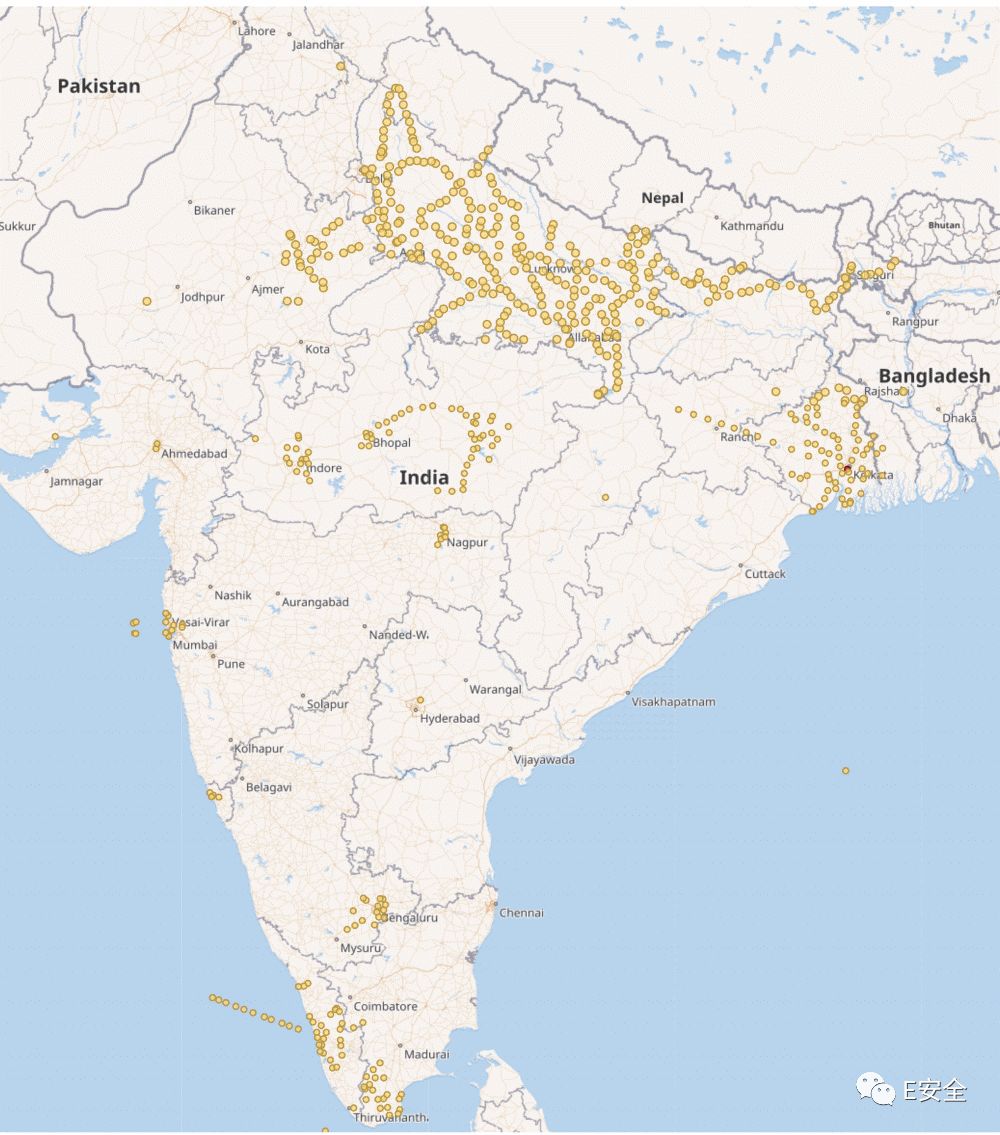 Lahore
Jalandhar
Pakistan
Delhi
Nepal
Bikaner
Sukkur
Kathmandu
Bhutan
Lucknow
Siliguri
Ajmer
Jodhpur
Rangpur
Allahabad
Kota
Bangladesh
Rajshahi
Dhaka
Ranchi
Bhopal
Ahmedabad
Indore
India
Kolkata
Jamnagar
Nagpur
Cuttack
Nashik
Aurangabad
Vasai-Virar
Nanded-W.
Mumbai
Pune
Warangal
Solapur
Visakhapatnam
Hyderabad
Kolhapur
Vijayawada
Belagavi
Chennai
Bengaluru
Mysuru
Coimbatore
Madurai
E安全
Thiruvananth.